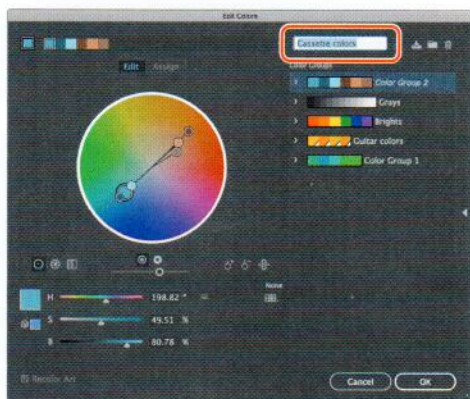 Edit Colors
Cassette colors
Edit Assign
Color Groups
Color Group 2
Grays
Brights
Guitar colors
Color Group 1
H 198.82 °
S 49.51 %
B 80.78 %
None
Recolor Art
Cancel OK